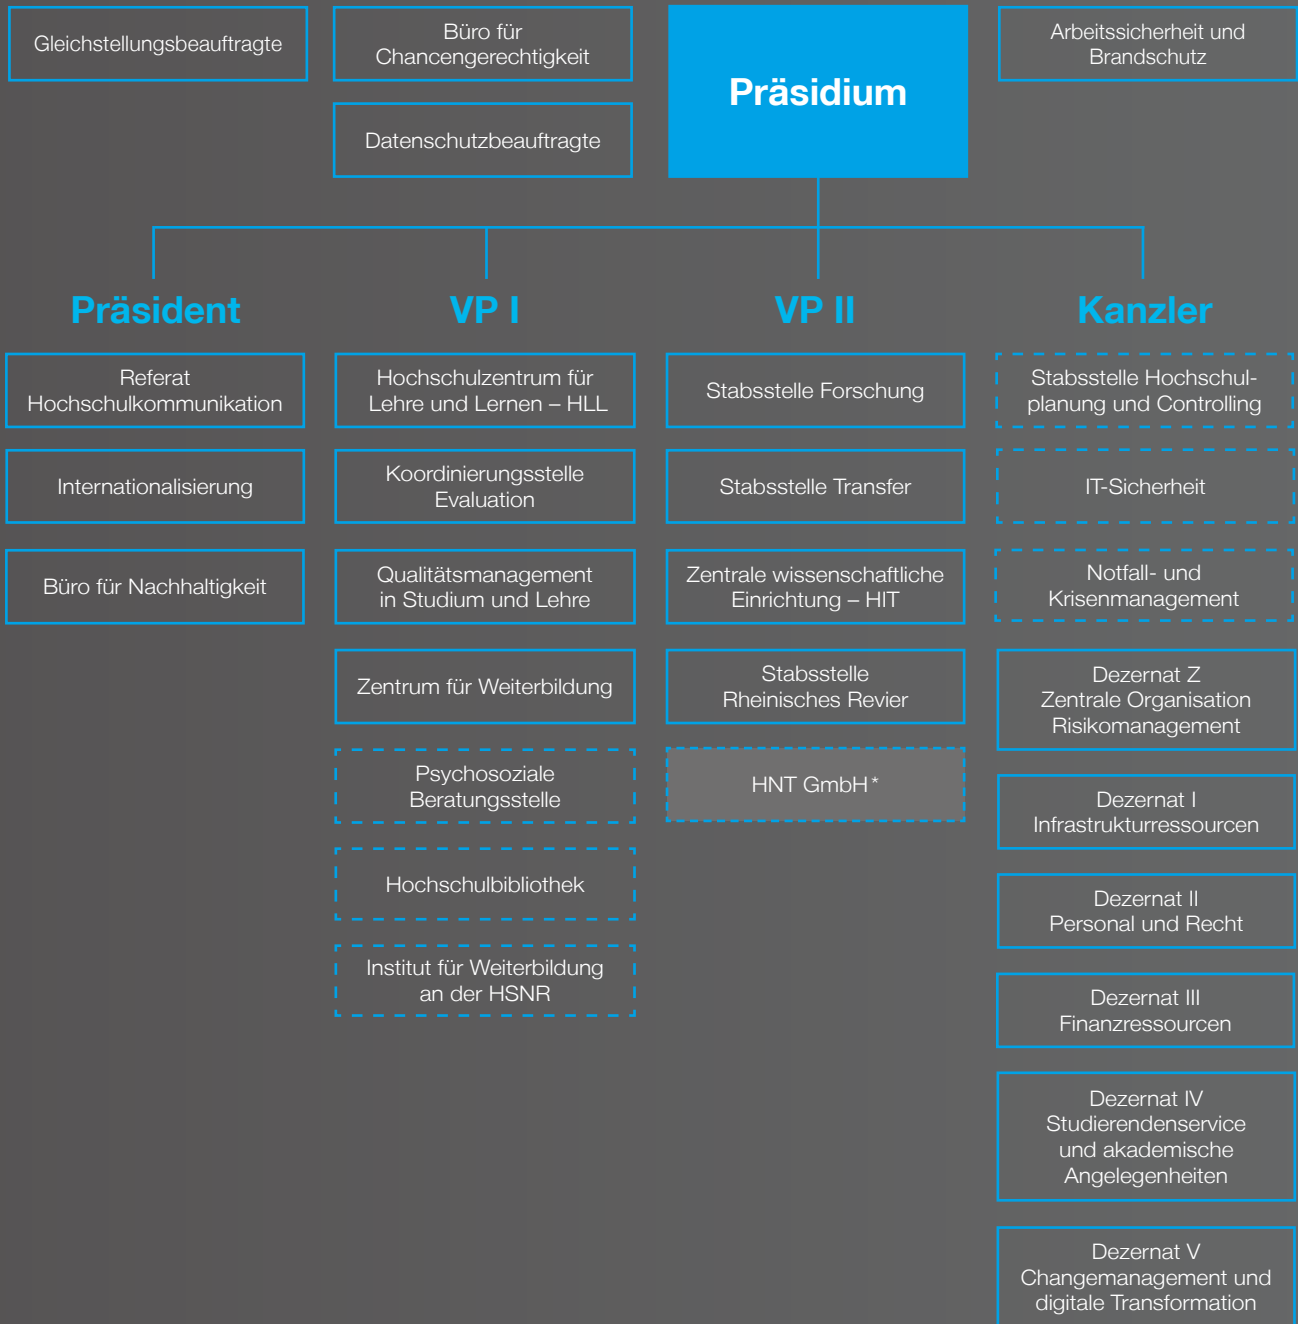 Gleichstellungsbeauftragte
Büro für
Chancengerechtigkeit
Datenschutzbeauftragte
Präsidium
Arbeitssicherheit und
Brandschutz
Präsident
Referat
Hochschulkommunikation
Internationalisierung
Büro für Nachhaltigkeit
VP I
Hochschulzentrum für
Lehre und Lernen – HLL
Koordinierungsstelle
Evaluation
Qualitätsmanagement
in Studium und Lehre
Zentrum für Weiterbildung
Psychosoziale
Beratungsstelle
Hochschulbibliothek
Institut für Weiterbildung
an der HSNR
VP II
Stabsstelle Forschung
Stabsstelle Transfer
Zentrale wissenschaftliche
Einrichtung – HIT
Stabsstelle
Rheinisches Revier
HNT GmbH *
Kanzler
Stabsstelle Hochschul-
planung und Controlling
IT-Sicherheit
Notfall- und
Krisenmanagement
Dezernat Z
Zentrale Organisation
Risikomanagement
Dezernat I
Infrastrukturressourcen
Dezernat II
Personal und Recht
Dezernat III
Finanzressourcen
Dezernat IV
Studierendenservice
und akademische
Angelegenheiten
Dezernat V
Changemanagement und
digitale Transformation